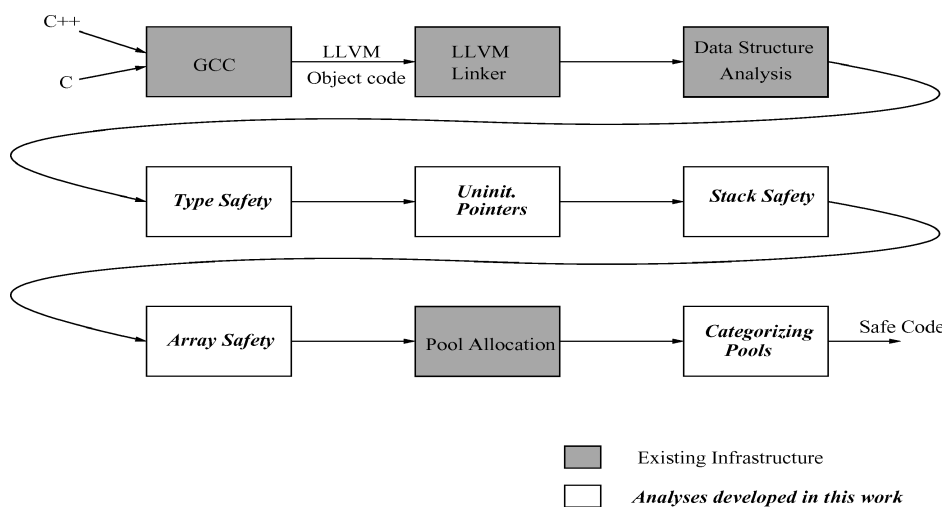 C++
C
GCC
LLVM
Object code
LLVM
Linker
Data Structure
Analysis
Type Safety
Uninit.
Pointers
Stack Safety
Array Safety
Pool Allocation
Categorizing
Pools
Safe Code
Existing Infrastructure
Analyses developed in this work